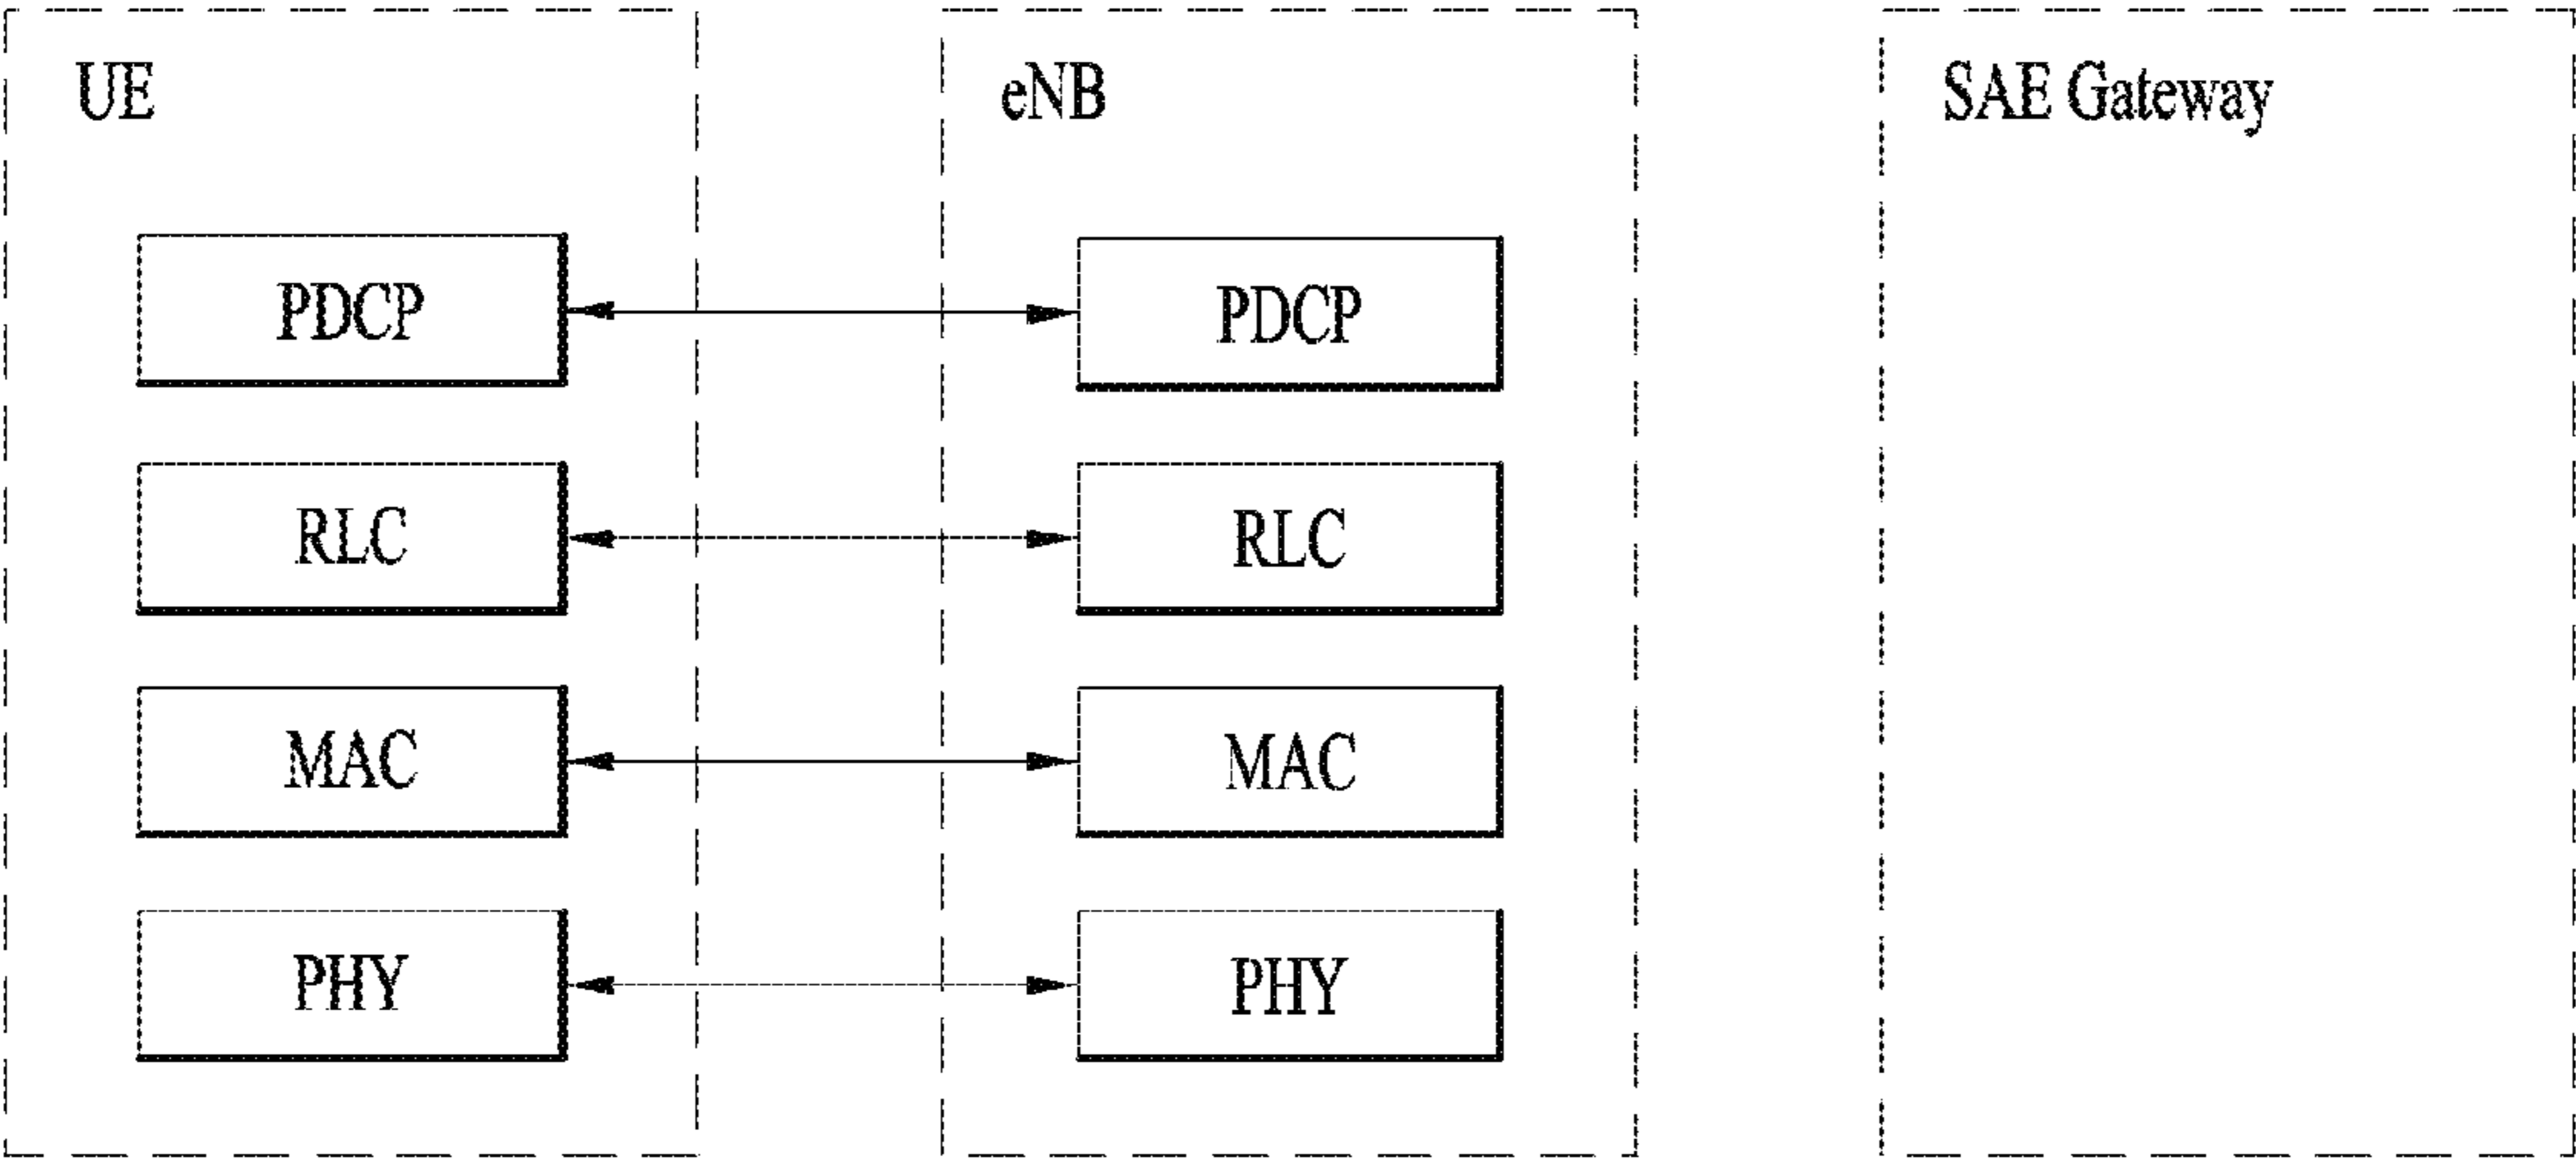 UE
eNB
SAE Gateway
PDCP
PDCP
RLC
RLC
MAC
MAC
PHY
PHY